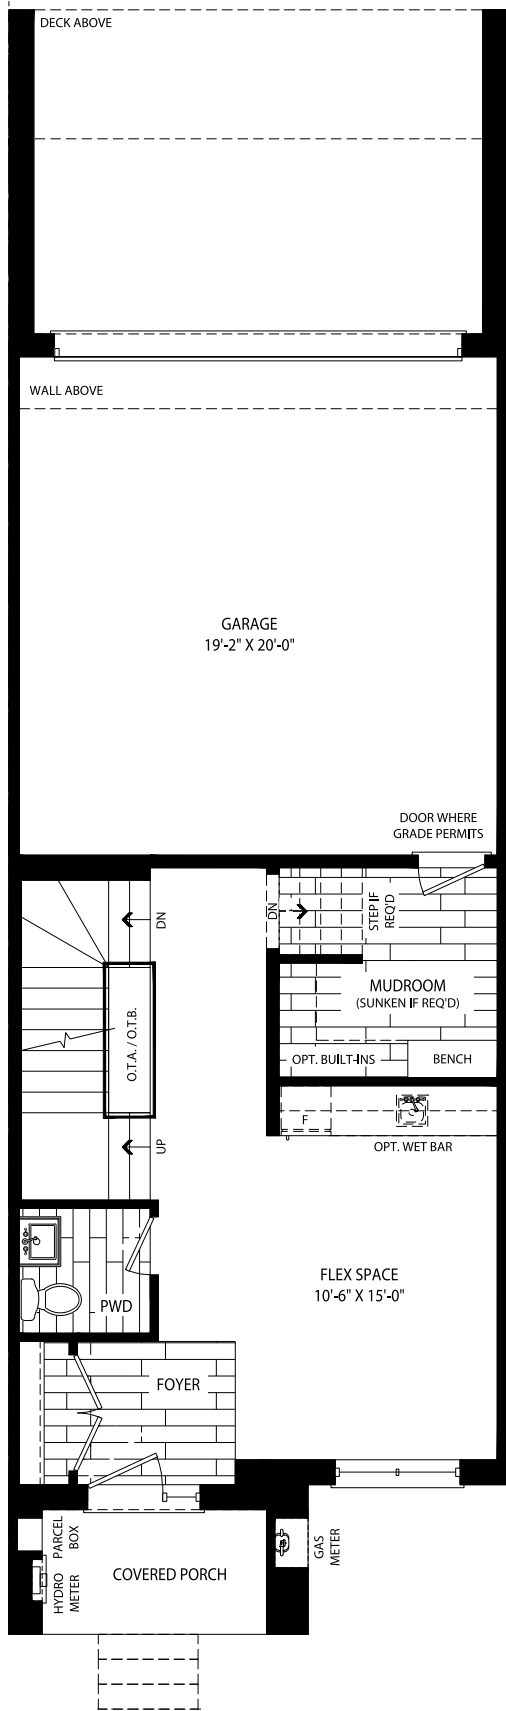 DECK ABOVE
WALL ABOVE
GARAGE
19'-2" X 20'-0"
DOOR WHERE
GRADE PERMITS
DN
DN
STEP IF
REQ'D
MUDROOM
(SUNKEN IF REQ'D)
O.T.A. / O.T.B.
OPT. BUILT-INS
BENCH
F
UP
OPT. WET BAR
FLEX SPACE
10'-6" X 15'-0"
PWD
FOYER
PARCEL
BOX
HYDRO
METER
COVERED PORCH
GAS
METER